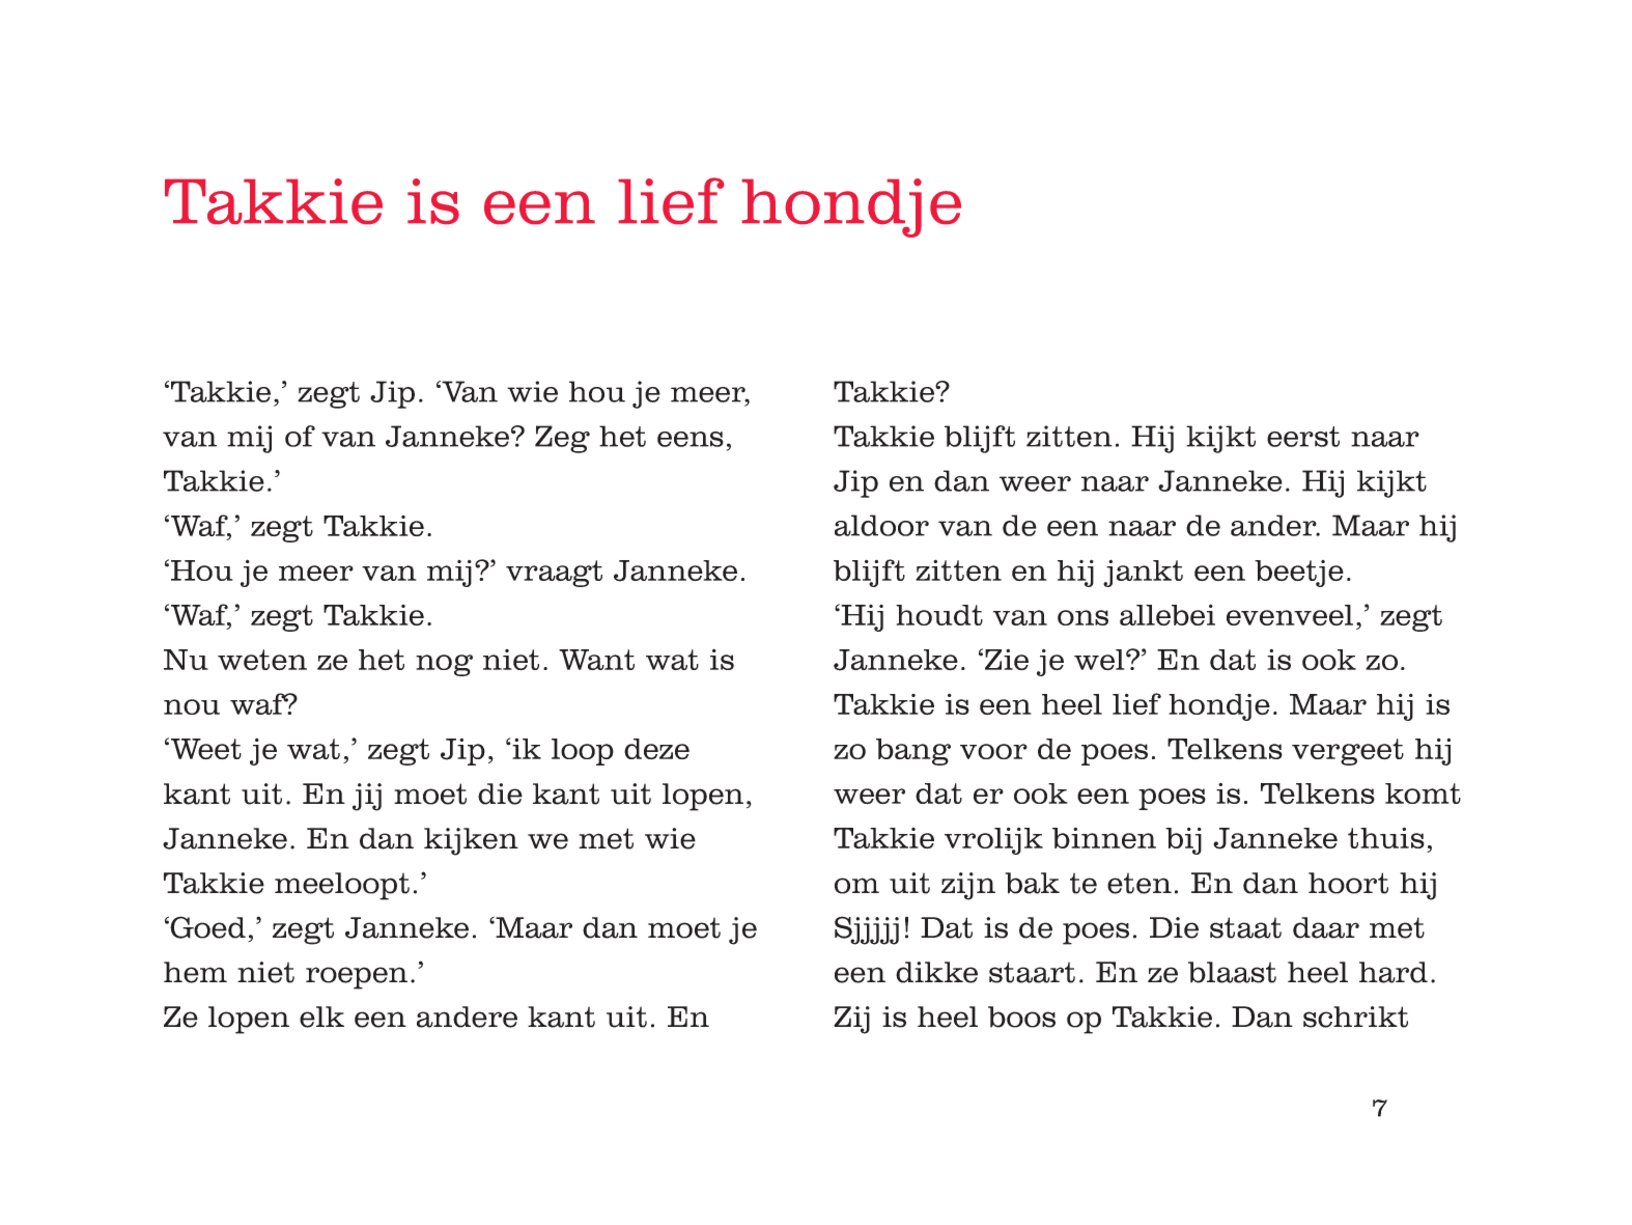 Takkie is een lief hondje
‘Takkie,’ zegt Jip. ‘Van wie hou je meer,
van mij of van Janneke? Zeg het eens,
Takkie.’
‘Waf,’ zegt Takkie.
‘Hou je meer van mij?’ vraagt Janneke.
‘Waf,’ zegt Takkie.
Nu weten ze het nog niet. Want wat is
nou waf?
‘Weet je wat,’ zegt Jip, ‘ik loop deze
kant uit. En jij moet die kant uit lopen,
Janneke. En dan kijken we met wie
Takkie meeloopt.’
‘Goed,’ zegt Janneke. ‘Maar dan moet je
hem niet roepen.’
Ze lopen elk een andere kant uit. En
Takkie?
Takkie blijft zitten. Hij kijkt eerst naar
Jip en dan weer naar Janneke. Hij kijkt
aldoor van de een naar de ander. Maar hij
blijft zitten en hij jankt een beetje.
‘Hij houdt van ons allebei evenveel,’ zegt
Janneke. ‘Zie je wel?’ En dat is ook zo.
Takkie is een heel lief hondje. Maar hij is
zo bang voor de poes. Telkens vergeet hij
weer dat er ook een poes is. Telkens komt
Takkie vrolijk binnen bij Janneke thuis,
om uit zijn bak te eten. En dan hoort hij
Sjjjjj! Dat is de poes. Die staat daar met
een dikke staart. En ze blaast heel hard.
Zij is heel boos op Takkie. Dan schrikt
7